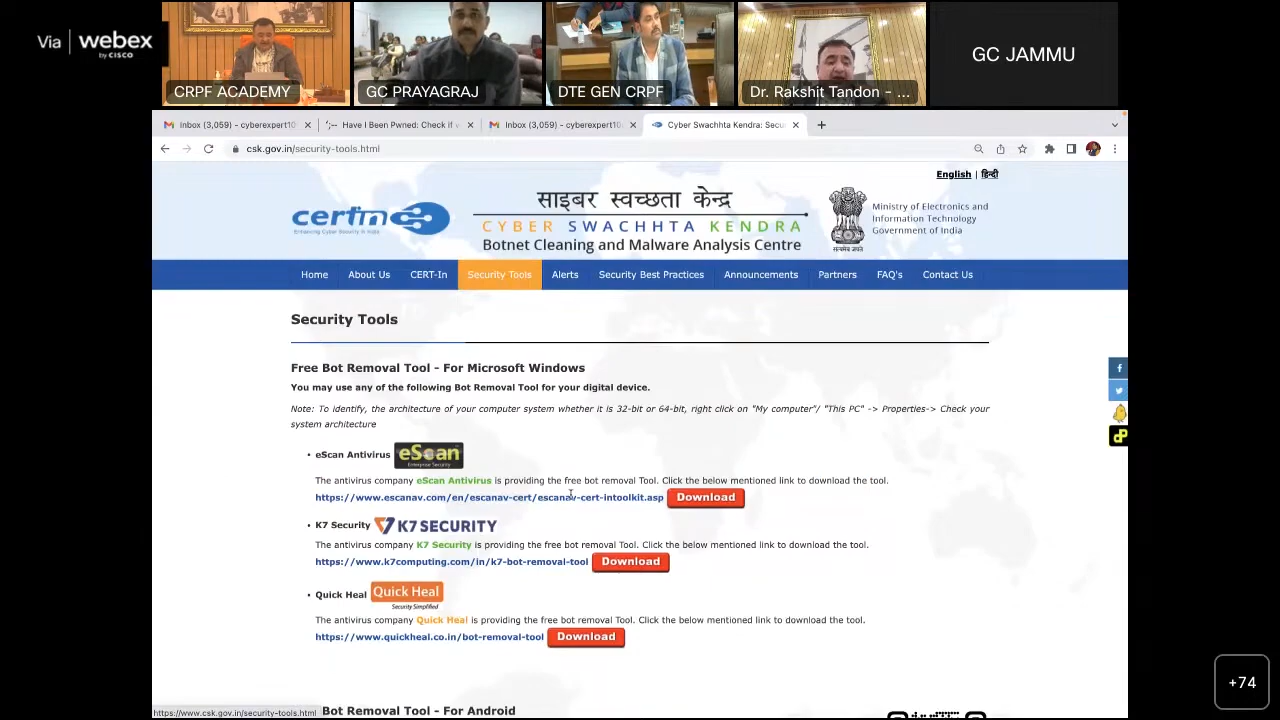 Via webex
by CISCO
CRPF ACADEMY
GC PRAYAGRAJ
DTE GEN CRPF
Dr. Rakshit Tandon - ...
GC JAMMU
Inbox (3,059) - cyberexpert10
Have I Been Pwned: Check if
Inbox (3,059) - cyberexpert10
Cyber Swachhta Kendra: Secu
csk.gov.in/security-tools.html
English | हिन्दी
certin
Enhancing Cyber Security in India
साइबर स्वच्छता केन्द्र
CYBER SWACHHTA KENDRA
Botnet Cleaning and Malware Analysis Centre
सत्यमेव जयते
Ministry of Electronics and
Information Technology
Government of India
Home About Us CERT-In Security Tools Alerts Security Best Practices Announcements Partners FAQ's Contact Us
Security Tools
Free Bot Removal Tool - For Microsoft Windows
You may use any of the following Bot Removal Tool for your digital device.
Note: To identify, the architecture of your computer system whether it is 32-bit or 64-bit, right click on "My computer"/ "This PC" -> Properties-> Check your
system architecture
• eScan Antivirus eScan
Enterprise Security
The antivirus company eScan Antivirus is providing the free bot removal Tool. Click the below mentioned link to download the tool.
https://www.escanav.com/en/escanav-cert/escanav-cert-intoolkit.asp Download
• K7 Security K7 SECURITY
The antivirus company K7 Security is providing the free bot removal Tool. Click the below mentioned link to download the tool.
https://www.k7computing.com/in/k7-bot-removal-tool Download
• Quick Heal Quick Heal
Security Simplified
The antivirus company Quick Heal is providing the free bot removal Tool. Click the below mentioned link to download the tool.
https://www.quickheal.co.in/bot-removal-tool Download
+74
https://www.csk.gov.in/security-tools.html
Bot Removal Tool - For Android